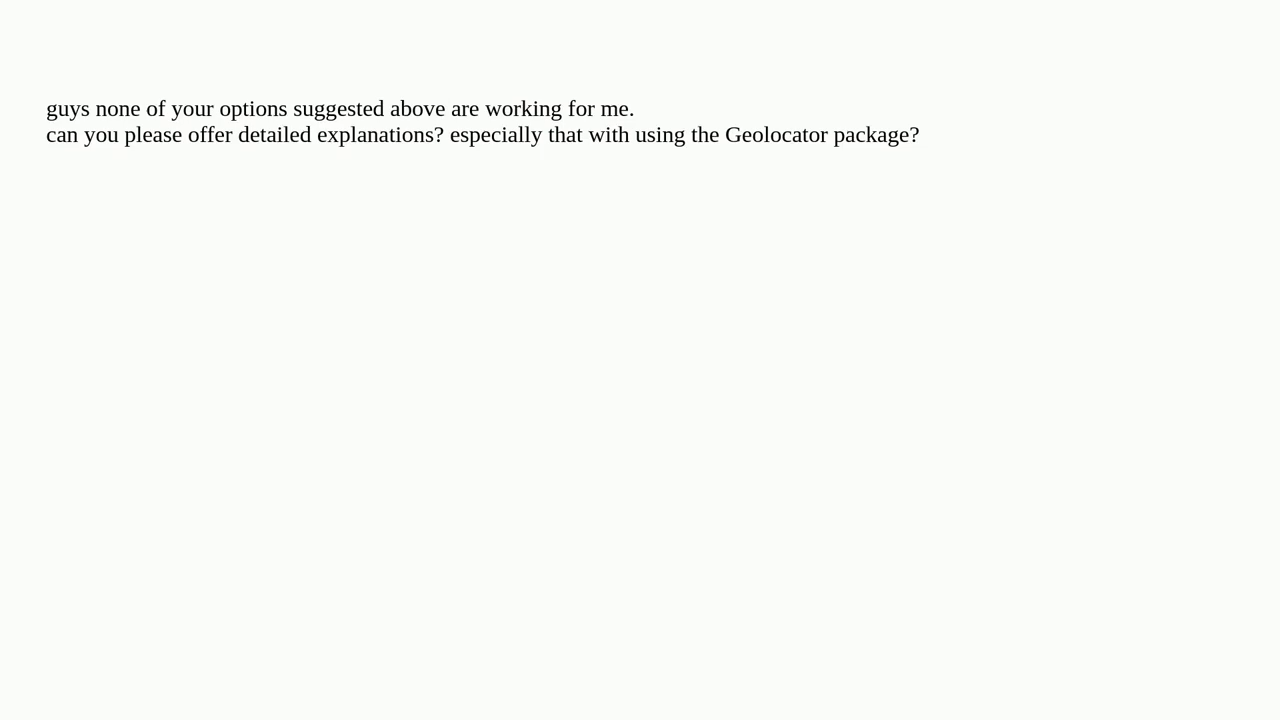 guys none of your options suggested above are working for me.
can you please offer detailed explanations? especially that with using the Geolocator package?